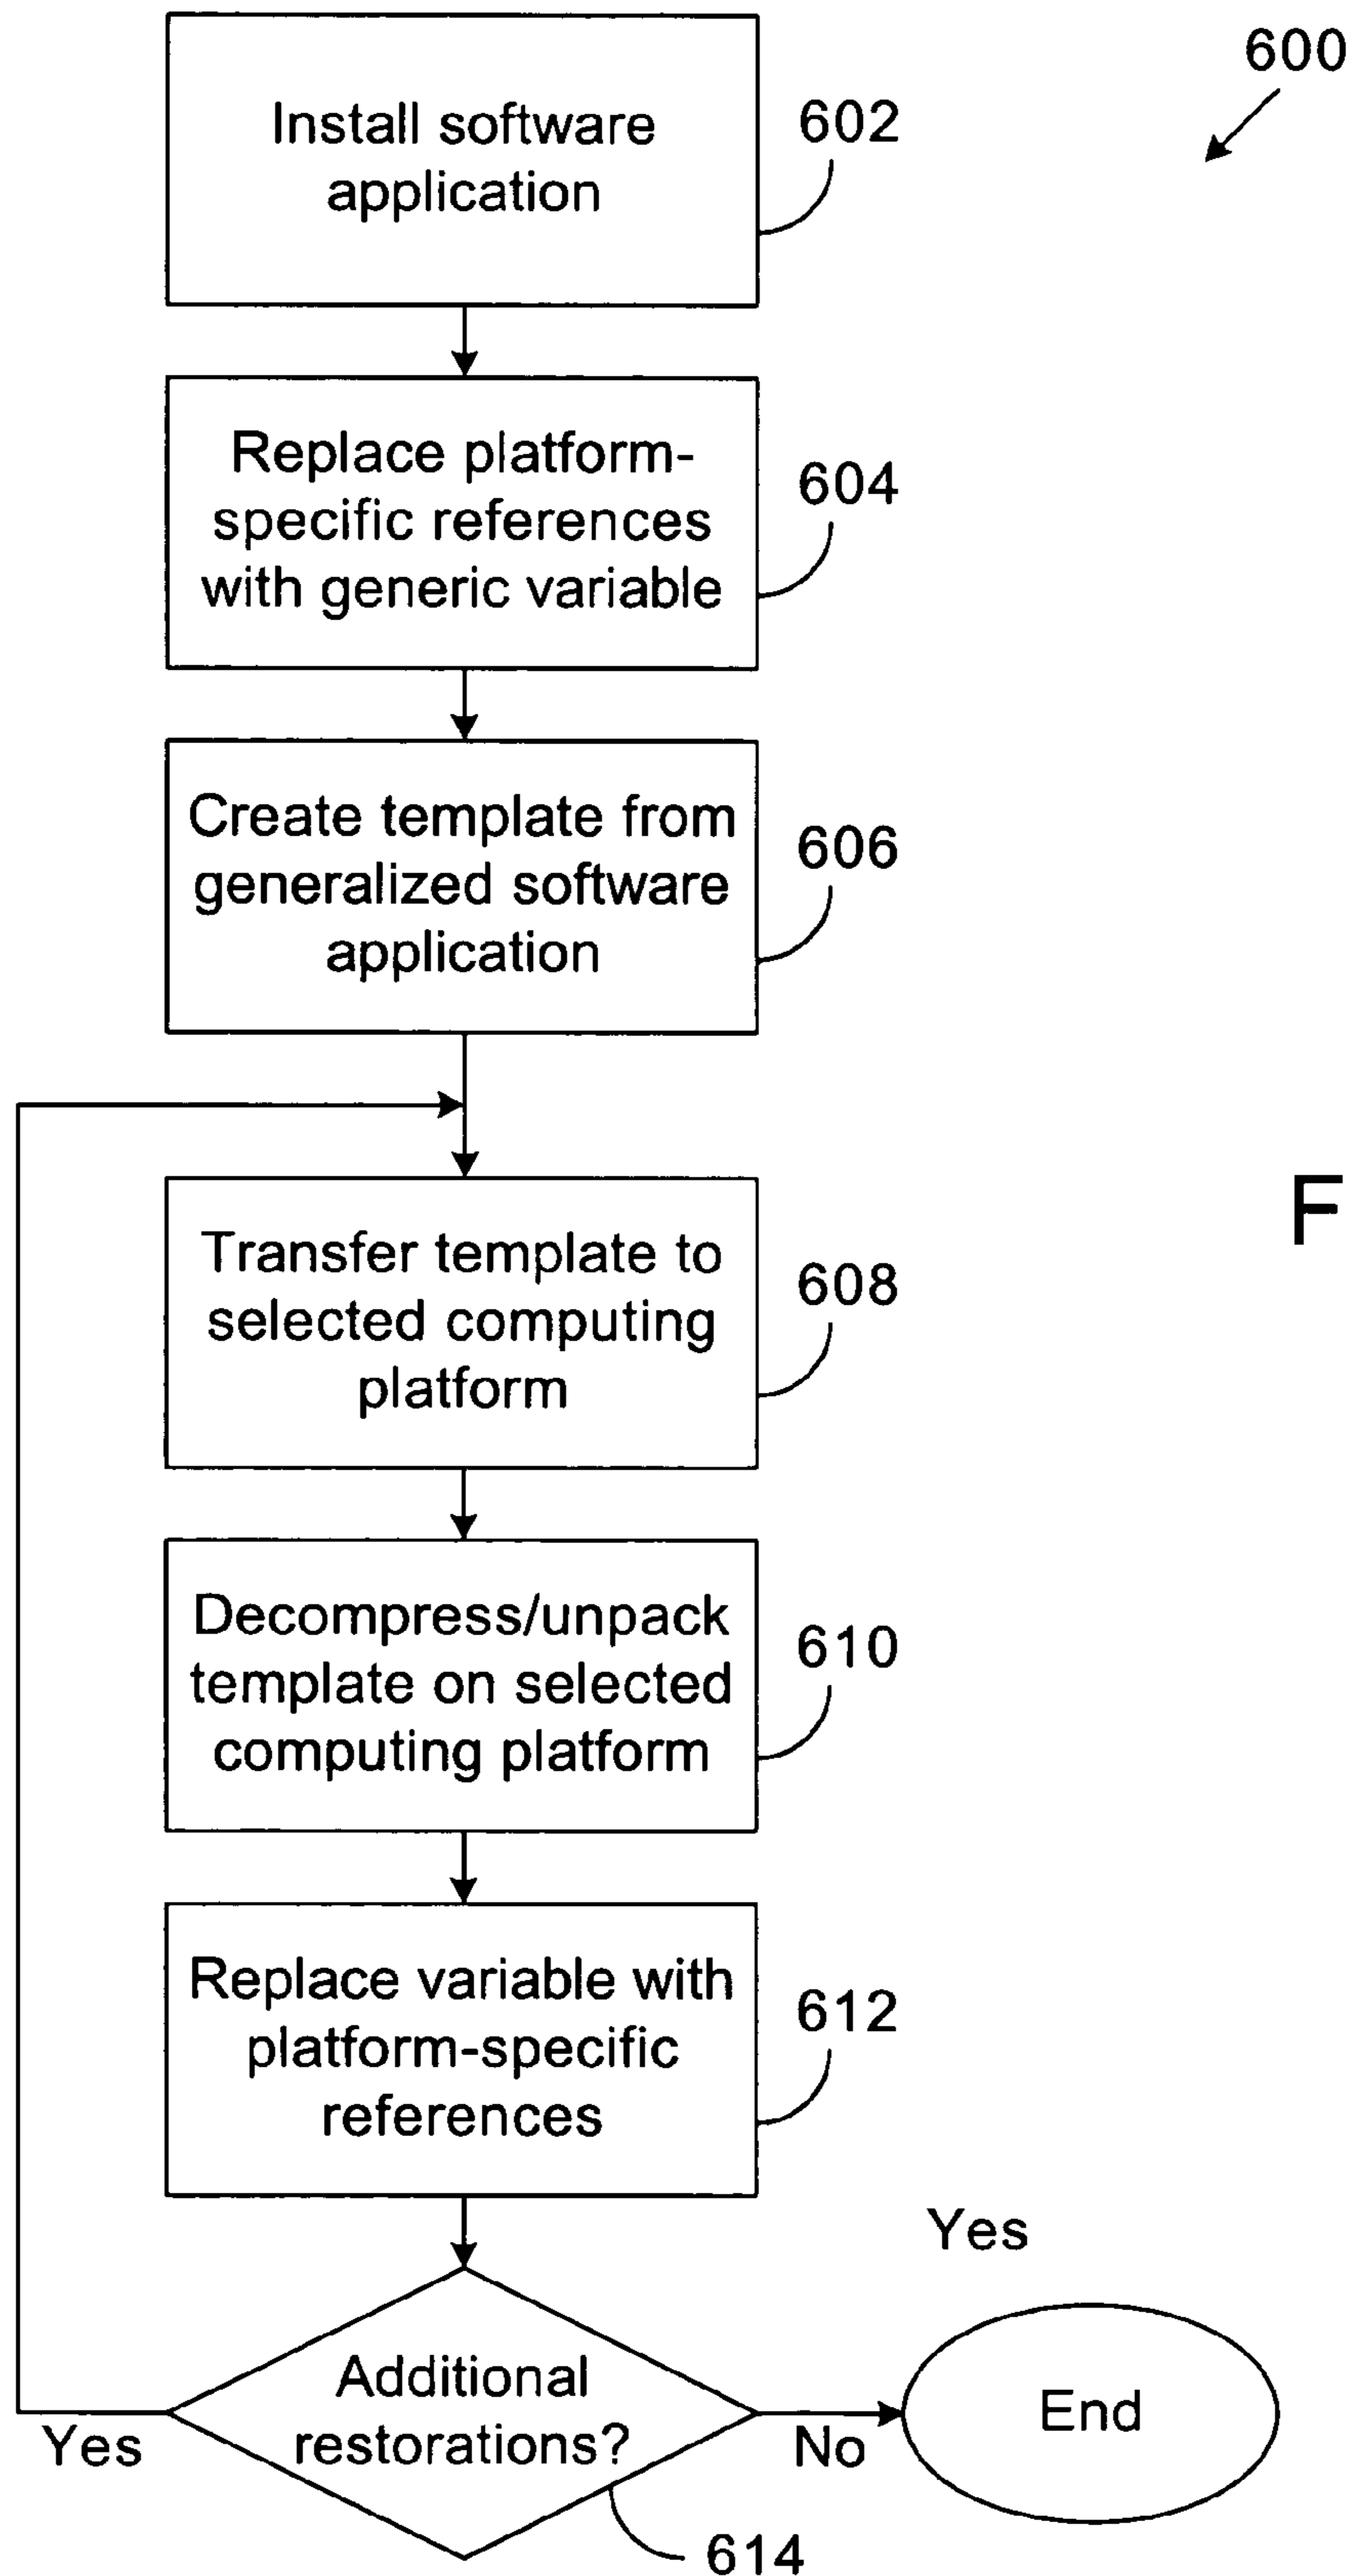 600
Install software
application
602
Replace platform-
specific references
with generic variable
604
Create template from
generalized software
application
606
Transfer template to
selected computing
platform
608
F
Decompress/unpack
template on selected
computing platform
610
Replace variable with
platform-specific
references
612
Yes
Additional
restorations?
Yes
No
End
614